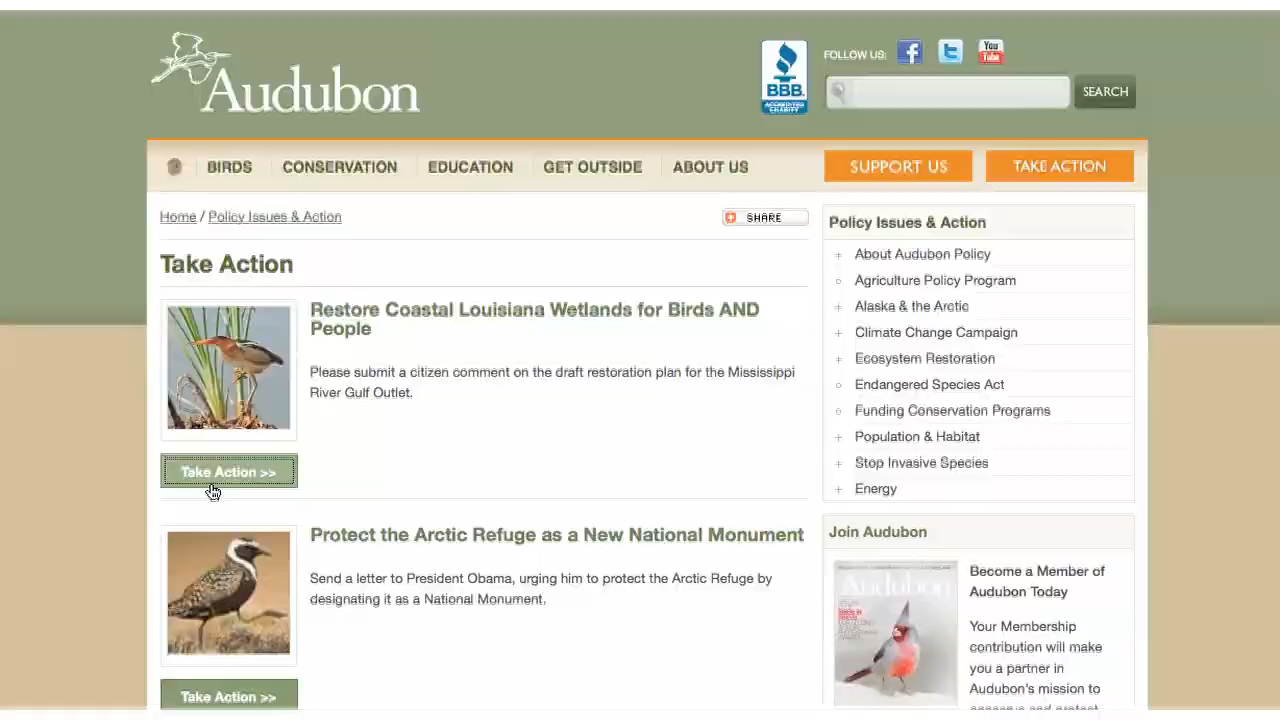 Audubon
BBB
ACCREDITED
CHARITY
FOLLOW US:
You
Tube
SEARCH
BIRDS
CONSERVATION
EDUCATION
GET OUTSIDE
ABOUT US
SUPPORT US
TAKE ACTION
Home / Policy Issues & Action
SHARE
Take Action
Restore Coastal Louisiana Wetlands for Birds AND
People
Please submit a citizen comment on the draft restoration plan for the Mississippi
River Gulf Outlet.
Take Action >>
Protect the Arctic Refuge as a New National Monument
Send a letter to President Obama, urging him to protect the Arctic Refuge by
designating it as a National Monument.
Take Action >>
Policy Issues & Action
About Audubon Policy
Agriculture Policy Program
Alaska & the Arctic
Climate Change Campaign
Ecosystem Restoration
Endangered Species Act
Funding Conservation Programs
Population & Habitat
Stop Invasive Species
Energy
Join Audubon
Audubon
Become a Member of
Audubon Today
Your Membership
contribution will make
you a partner in
Audubon's mission to